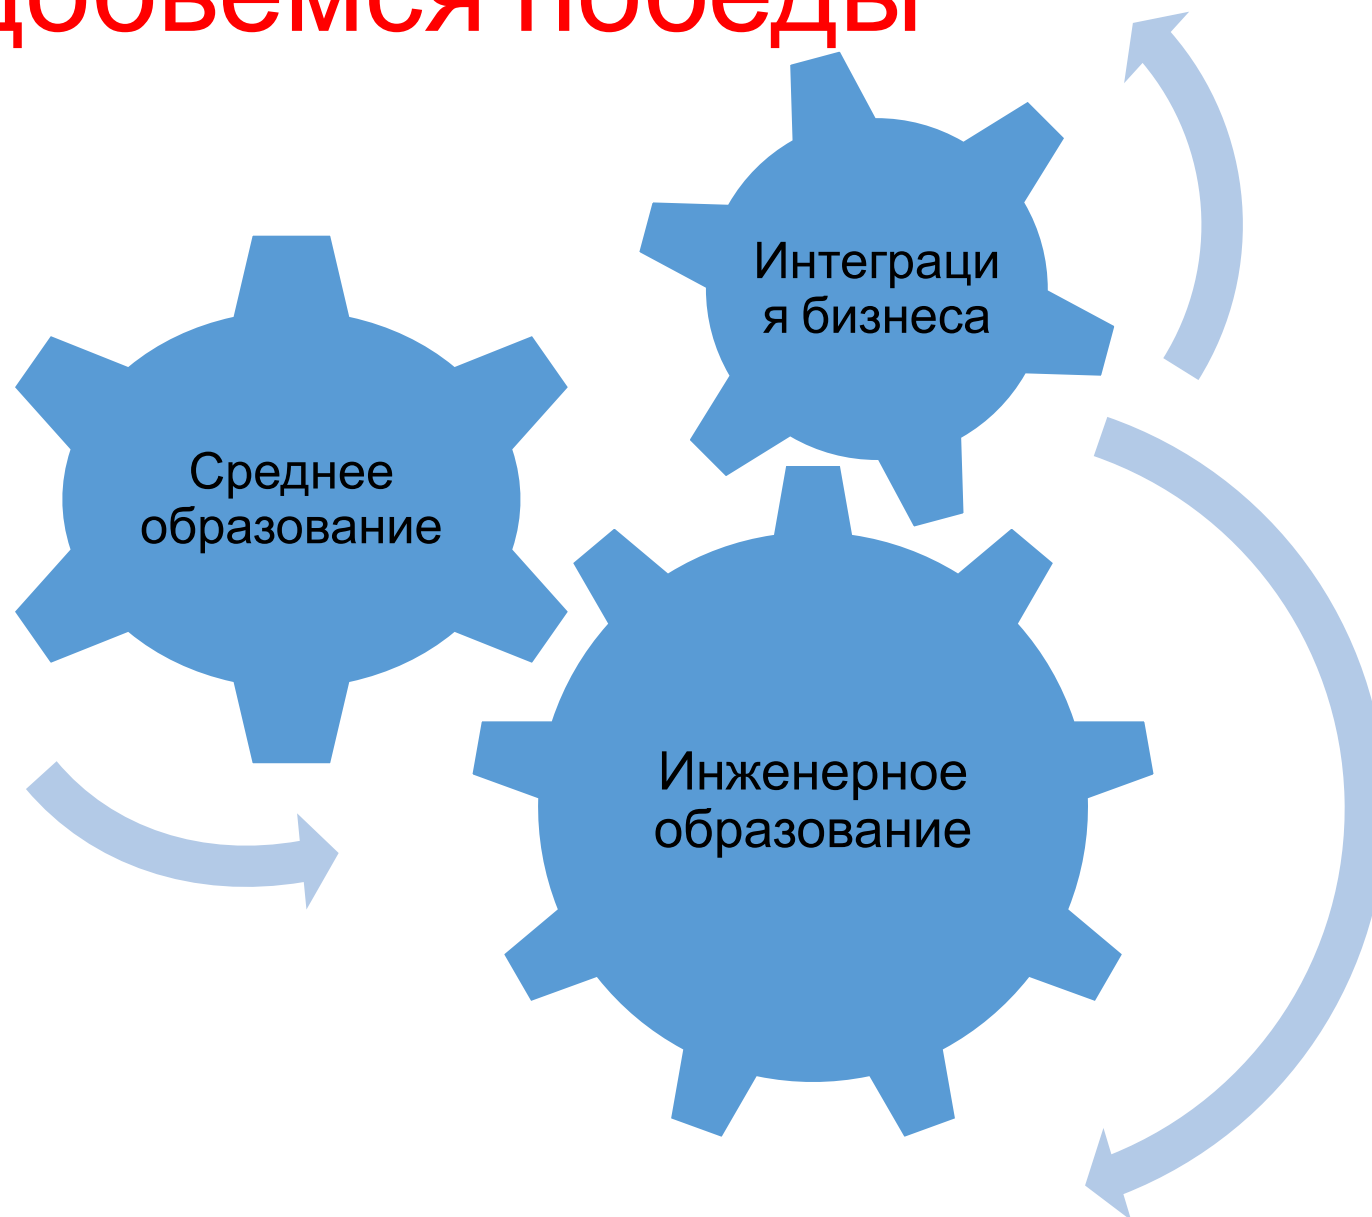 добьемся победы
Интеграци
я бизнеса
Среднее
образование
Инженерное
образование